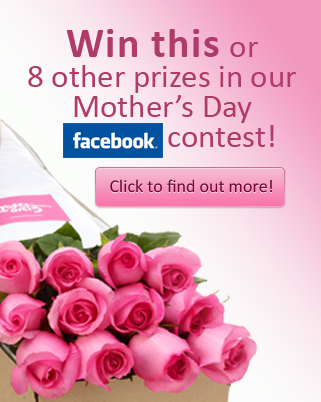 Win this or
8 other prizes in our
Mother's Day
facebook. contest!
Click to find out more!